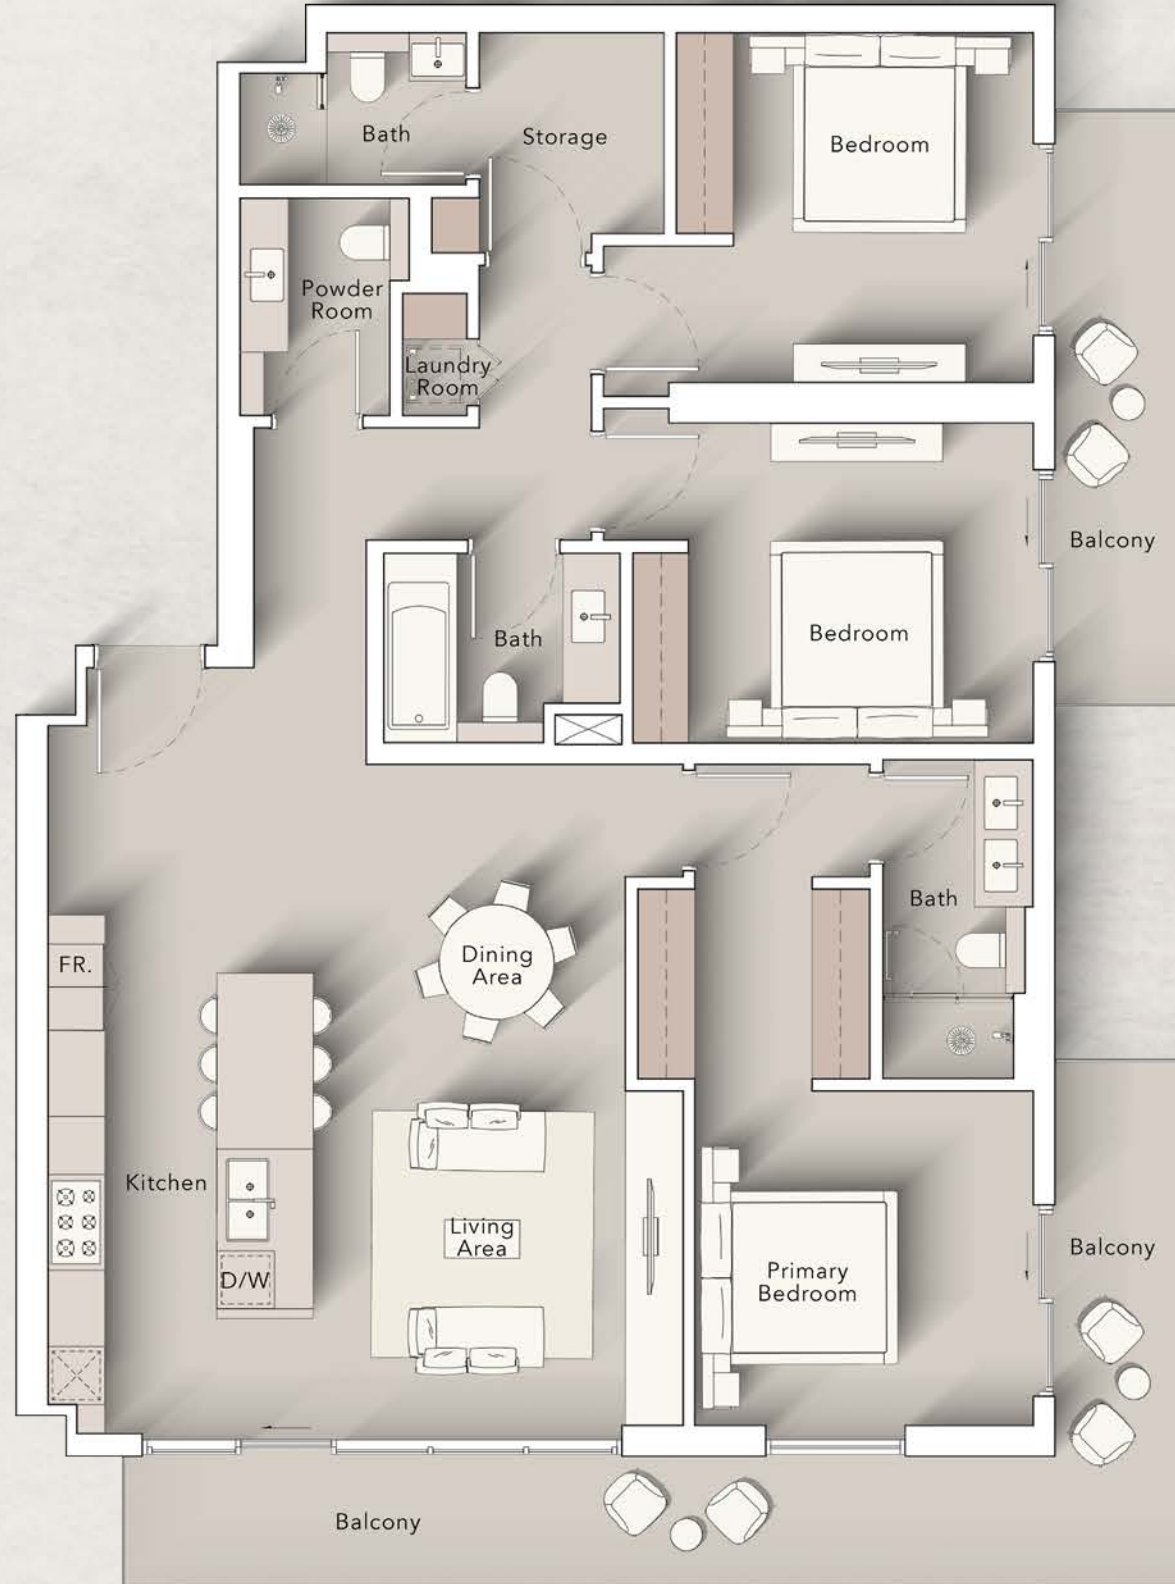 Bath
Storage
Bedroom
Powder
Room
Laundry
Room
Balcony
Bath
Bedroom
Bath
FR.
Dining
Area
Kitchen
Living
Area
D/W
Primary
Bedroom
Balcony
Balcony